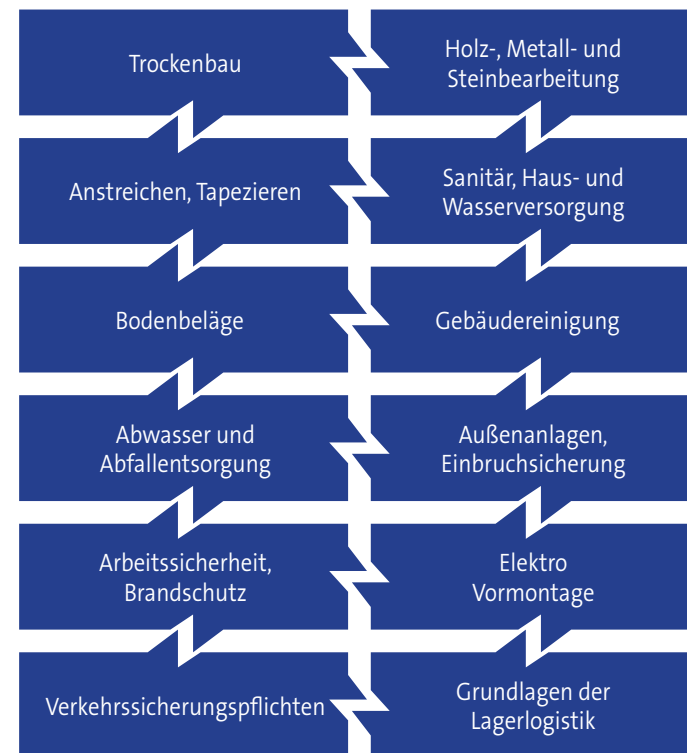 Trockenbau
Holz-, Metall- und
Steinbearbeitung
Anstreichen, Tapezieren
Sanitär, Haus- und
Wasserversorgung
Bodenbeläge
Gebäudereinigung
Abwasser und
Abfallentsorgung
Außenanlagen,
Einbruchsicherung
Arbeitssicherheit,
Brandschutz
Elektro
Vormontage
Verkehrssicherungspflichten
Grundlagen der
Lagerlogistik